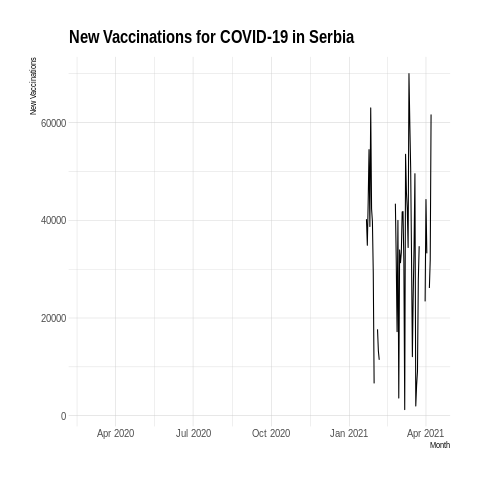 New Vaccinations for COVID-19 in Serbia
New Vaccinations
60000
40000
20000
0
Apr 2020
Jul 2020
Oct 2020
Jan 2021
Apr 2021
Month